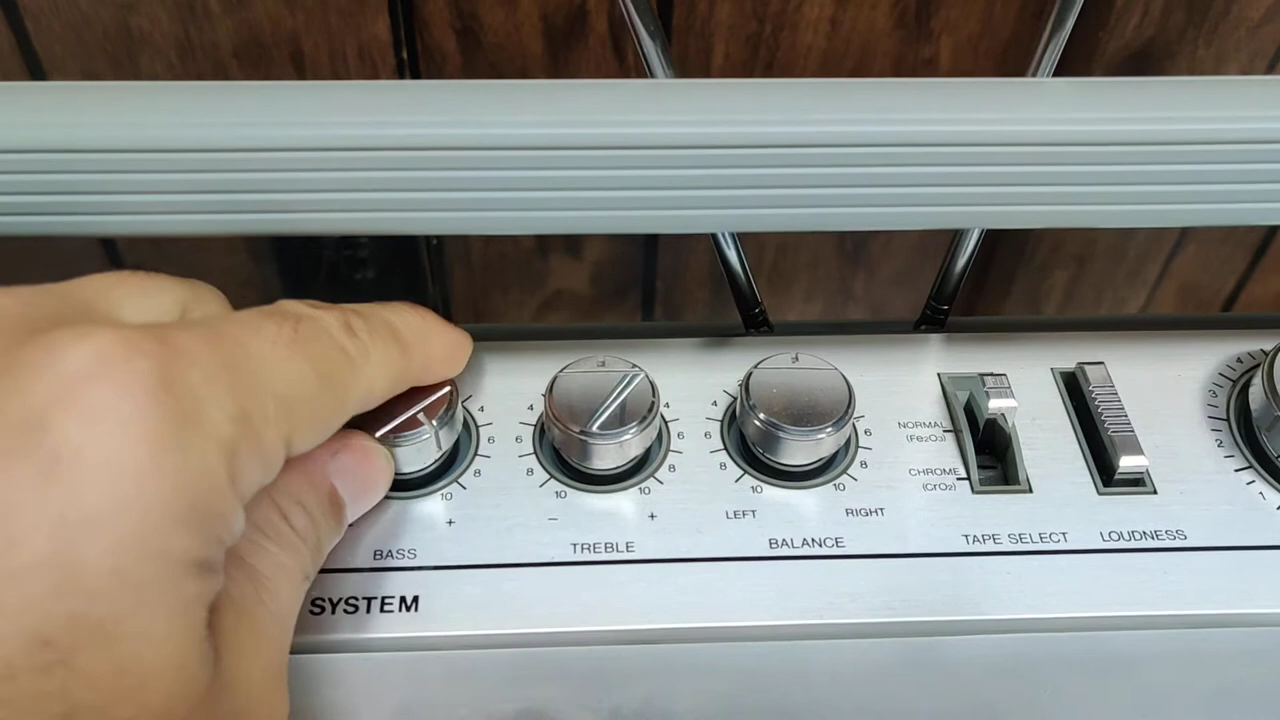 4
6
8
10
+
BASS
4 4
6 6
8 8
10 10
− +
TREBLE
4
6 6
8 8
10 10
LEFT RIGHT
BALANCE
NORMAL
(Fe2O3)
CHROME
(CrO2)
TAPE SELECT
LOUDNESS
2
1
SYSTEM